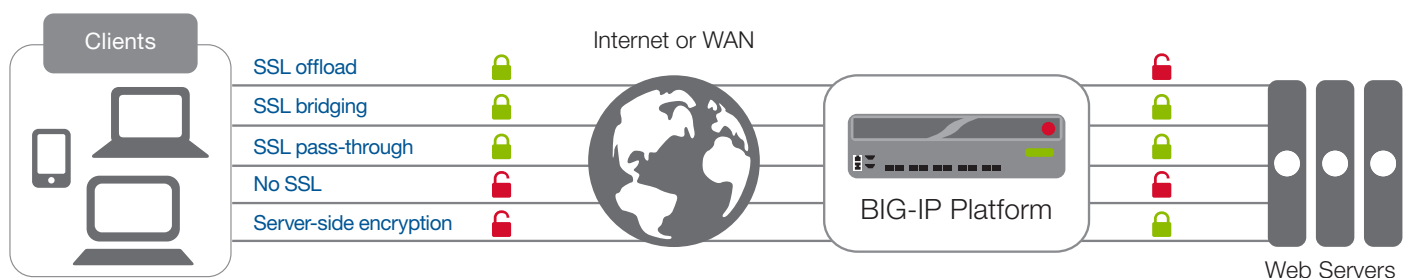 Clients
Internet or WAN
SSL offload
SSL bridging
SSL pass-through
No SSL
Server-side encryption
BIG-IP Platform
Web Servers